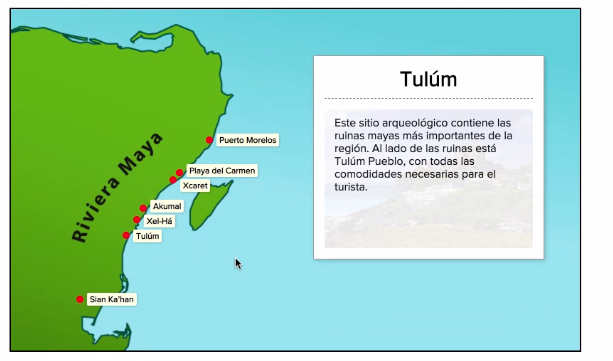 Tulúm
Este sitio arqueológico contiene las
ruinas mayas más importantes de la
región. Al lado de las ruinas está
Tulúm Pueblo, con todas las
comodidades necesarias para el
turista.
Riviera Maya
Puerto Morelos
Playa del Carmen
Xcaret
Akumal
Xel-Há
Tulúm
Sian Ka'han